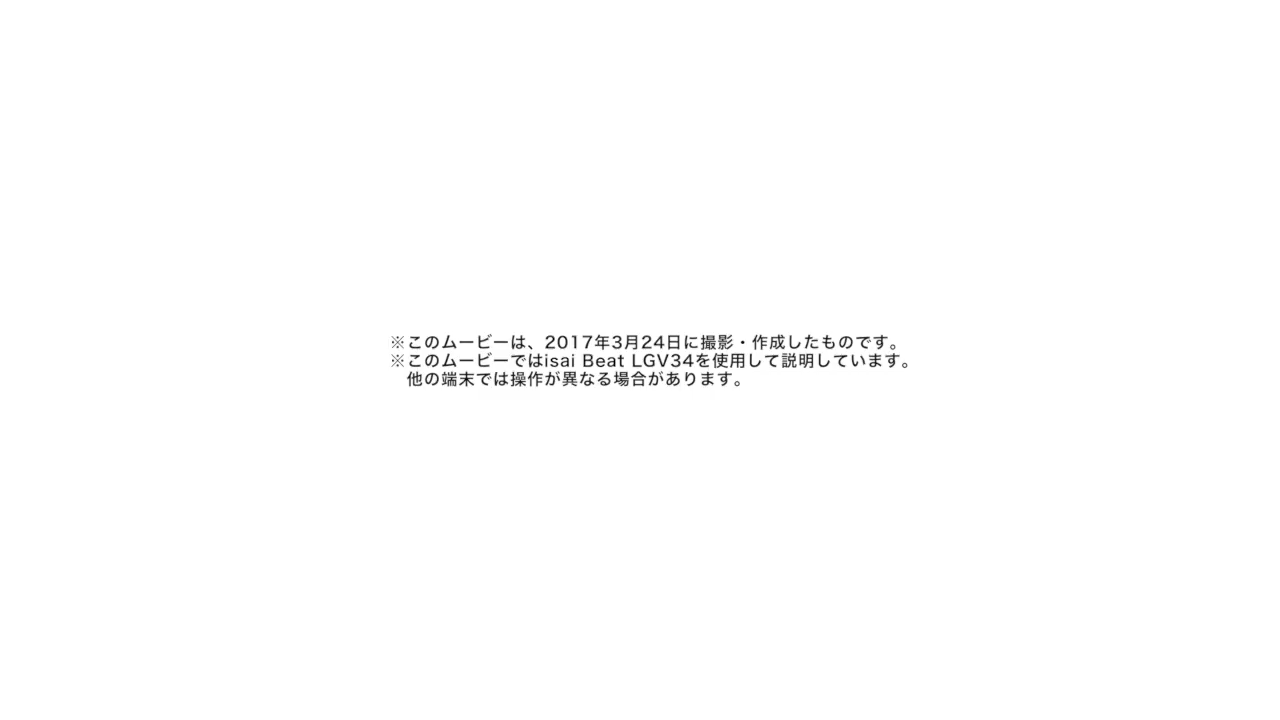 ※このムービーは、2017年3月24日に撮影・作成したものです。
※このムービーではisai Beat LGV34を使用して説明しています。
他の端末では操作が異なる場合があります。